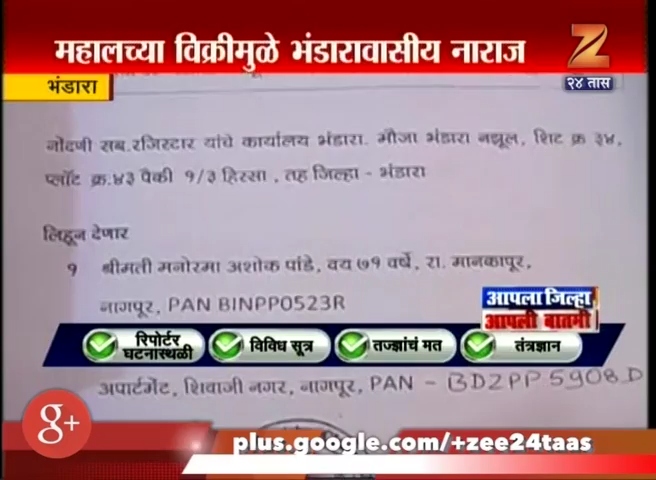 महालच्या विक्रीमुळे भंडारावासीय नाराज
भंडारा
२४ तास
नोंदणी सब.रजिस्टार यांचे कार्यालय भंडारा. मौजा भंडारा नझूल, शिट क्र ३४,
प्लॉट क्र.४३ पैकी १/३ हिस्सा , तह जिल्हा - भंडारा
लिहून देणार
१ श्रीमती मनोरमा अशोक पांडे, वय ७१ वर्षे, रा. मानकापूर,
नागपूर, PAN BINPP0523R
आपला जिल्हा
आपली बातमी
रिपोर्टर घटनास्थळी
विविध सूत्र
तज्ज्ञांचं मत
तंत्रज्ञान
अपार्टमेंट, शिवाजी नगर, नागपूर, PAN - BDZPP5908D
g+
plus.google.com/+zee24taas